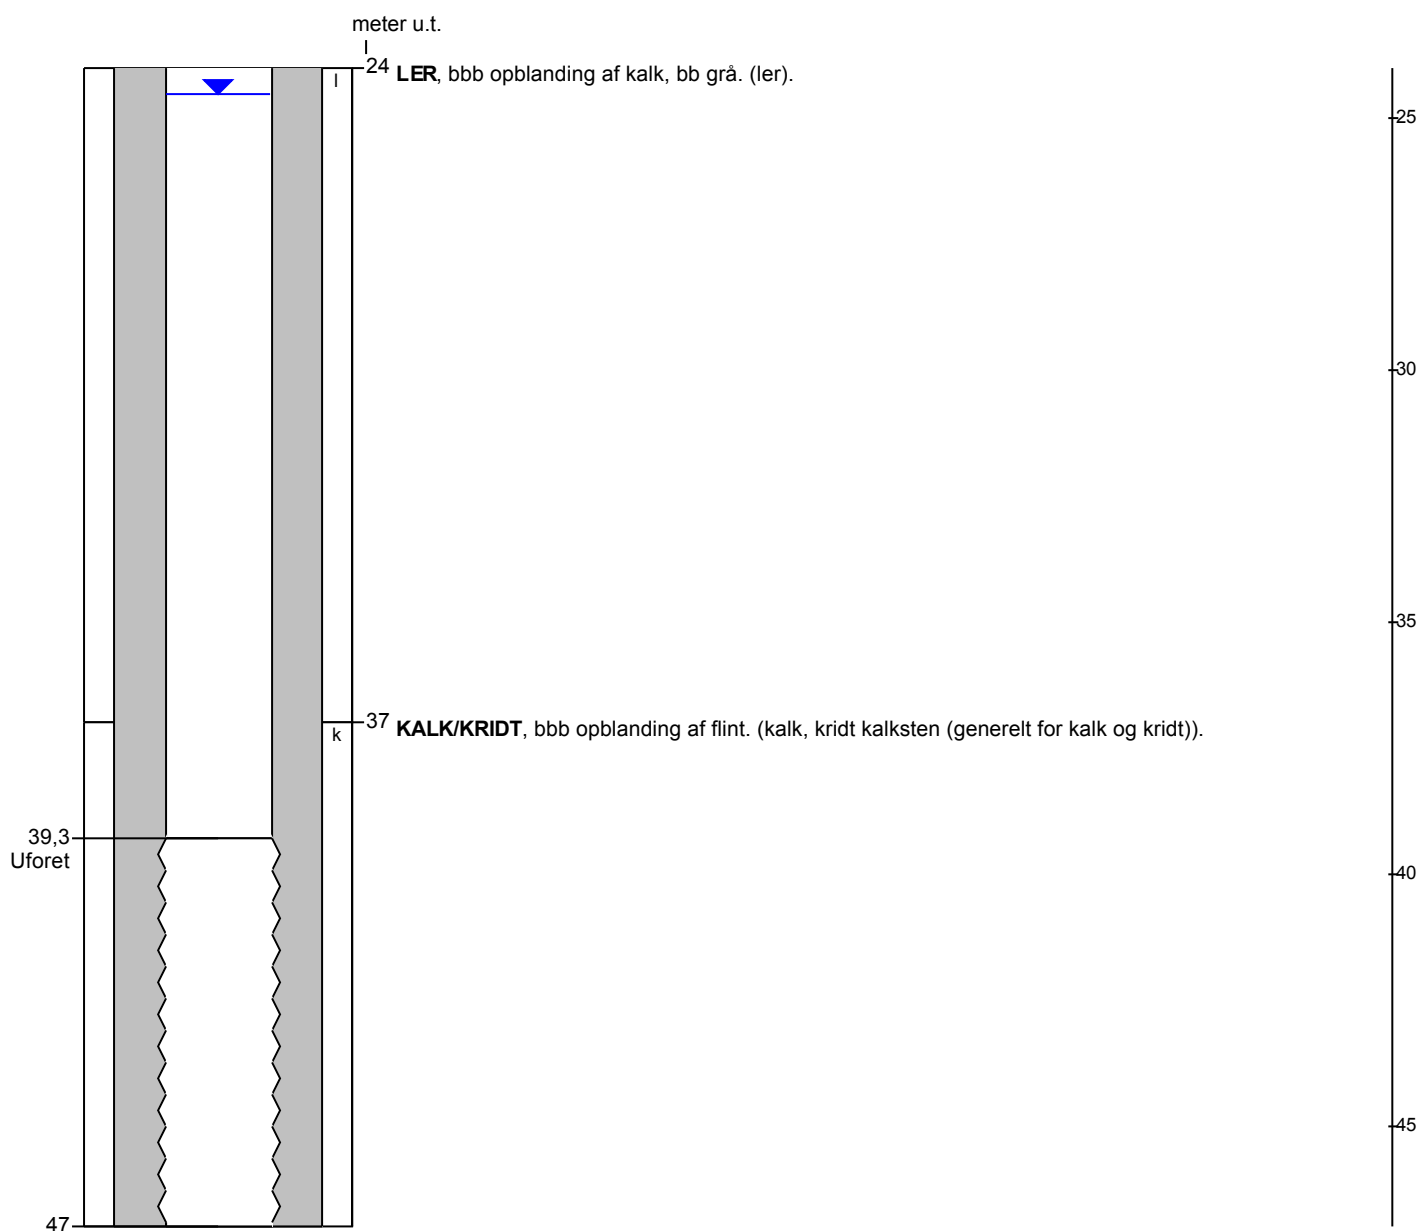 meter u.t.
24 LER, bbb opblanding af kalk, bb grå. (ler).
l
25
30
35
37 KALK/KRIDT, bbb opblanding af flint. (kalk, kridt kalksten (generelt for kalk og kridt)).
k
39,3
Uforet
40
45
47